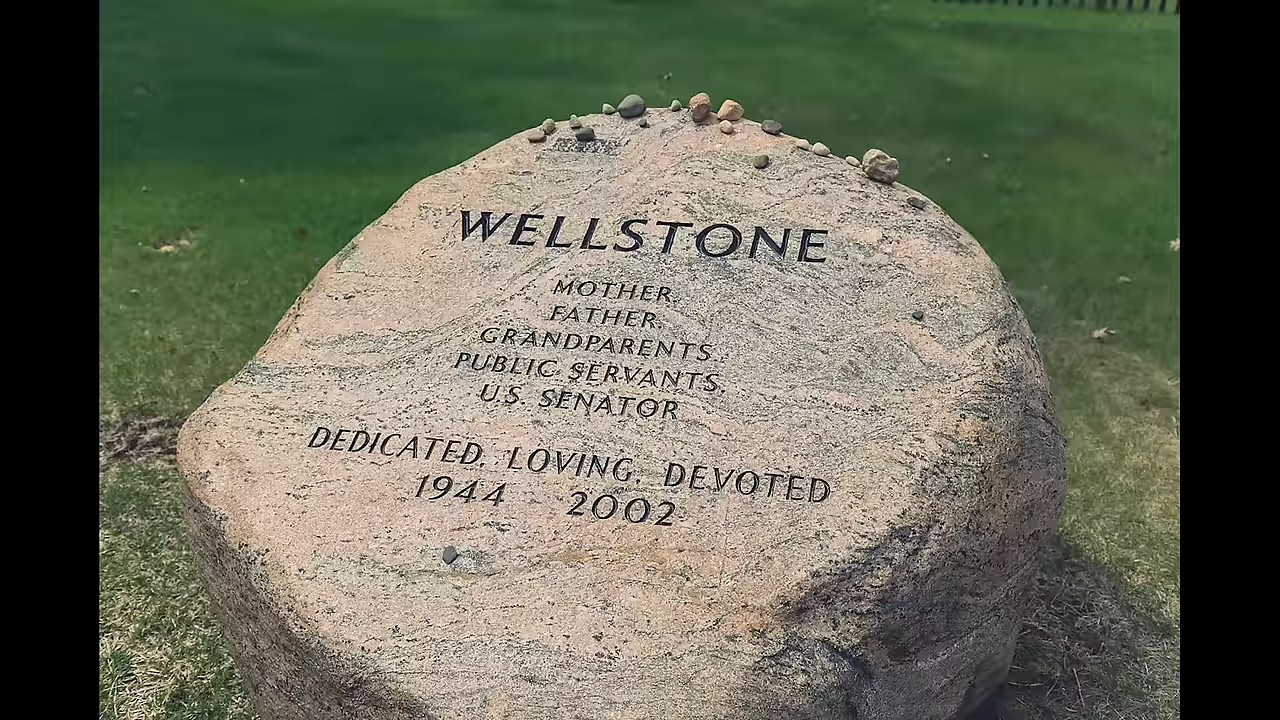 WELLSTONE
MOTHER,
FATHER,
GRANDPARENTS,
PUBLIC SERVANTS,
U.S. SENATOR
DEDICATED, LOVING, DEVOTED
1944 2002